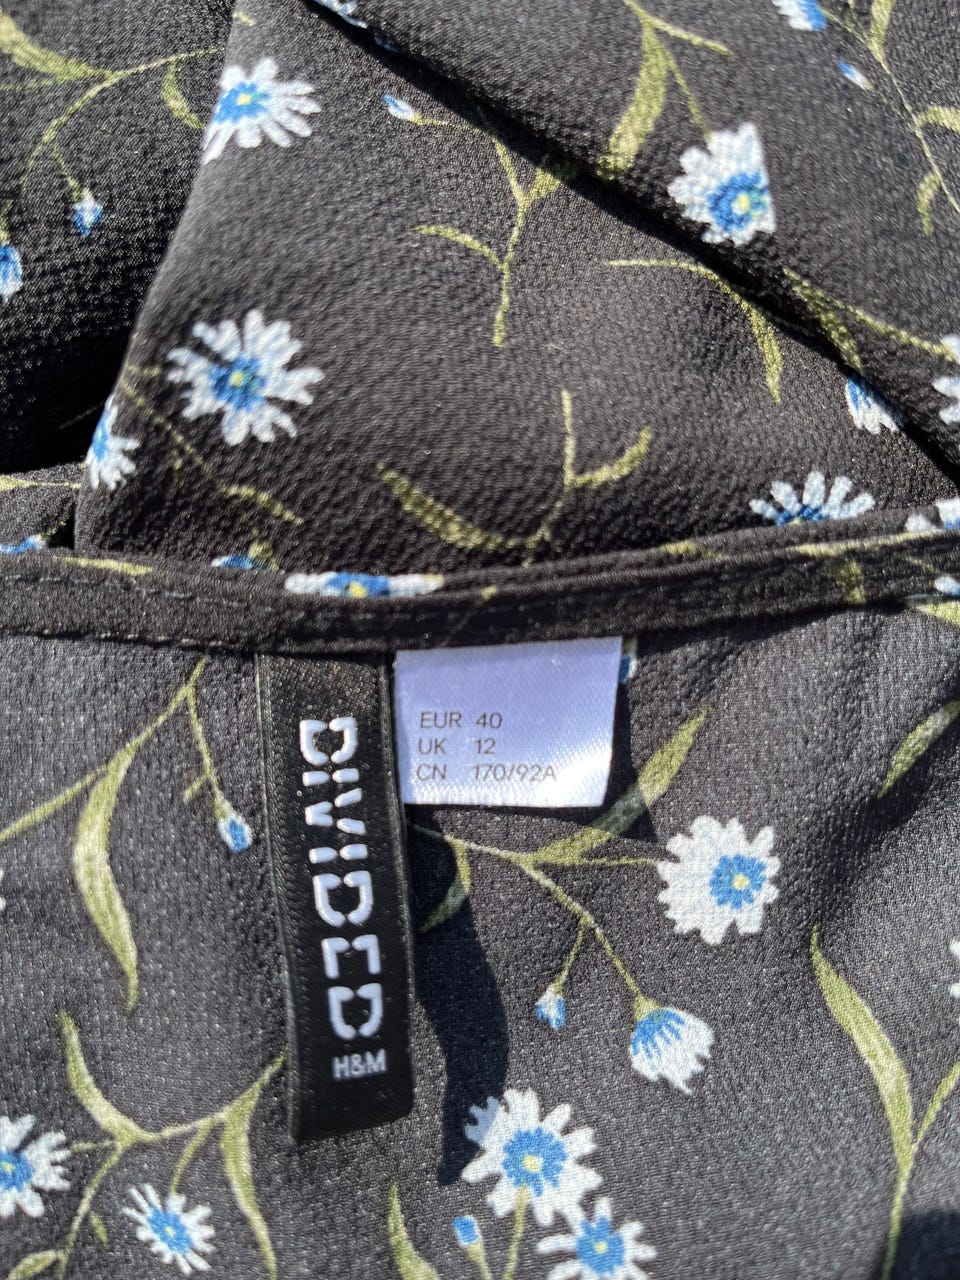 DIVIDED
H&M
EUR 40
UK 12
CN 170/92A